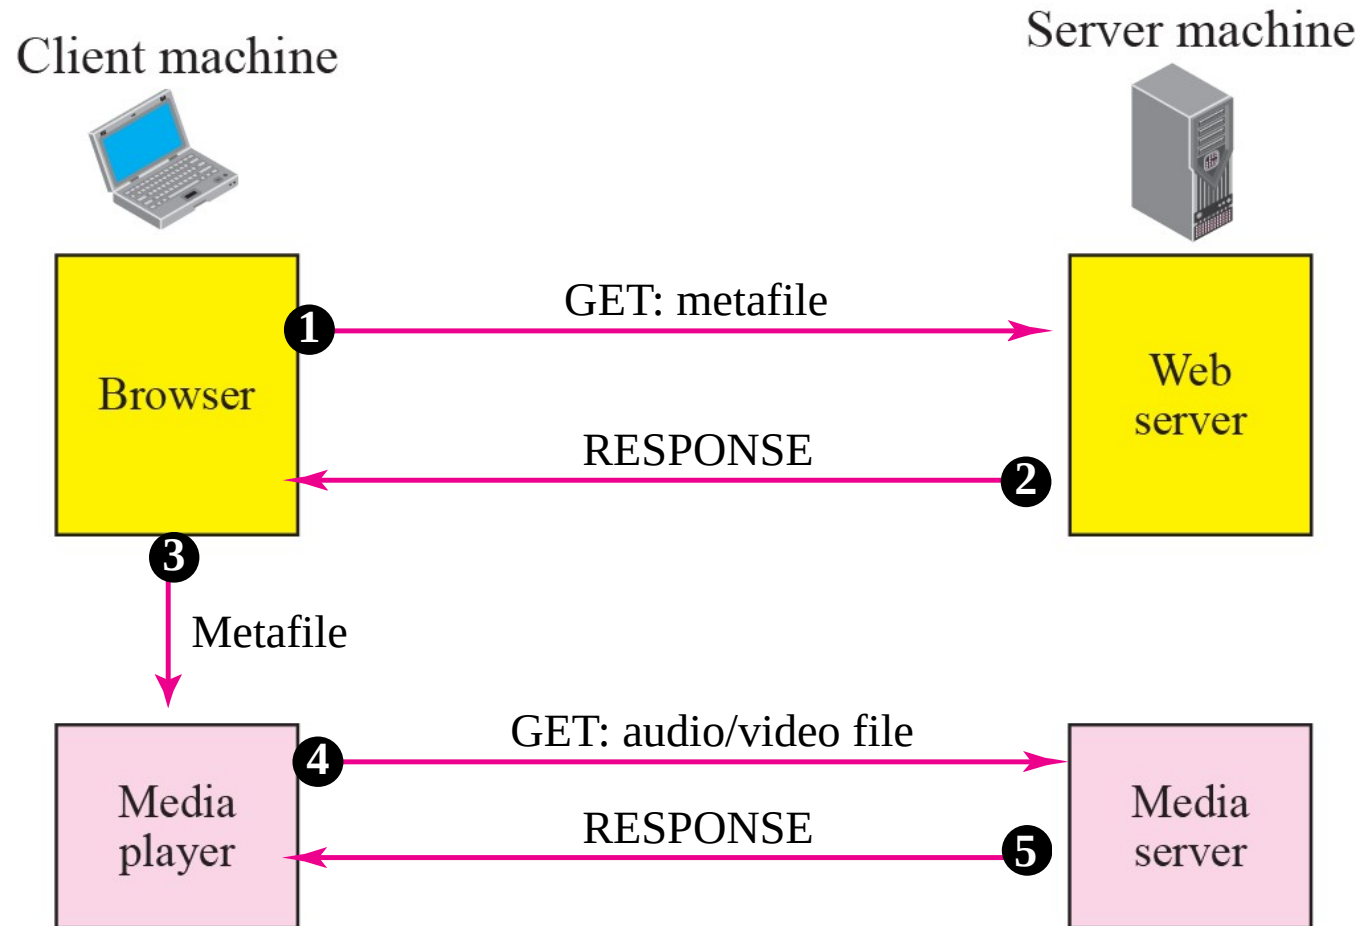 Client machine
Server machine
1
GET: metafile
Browser
Web
server
RESPONSE
2
3
Metafile
4
GET: audio/video file
Media
player
RESPONSE
5
Media
server